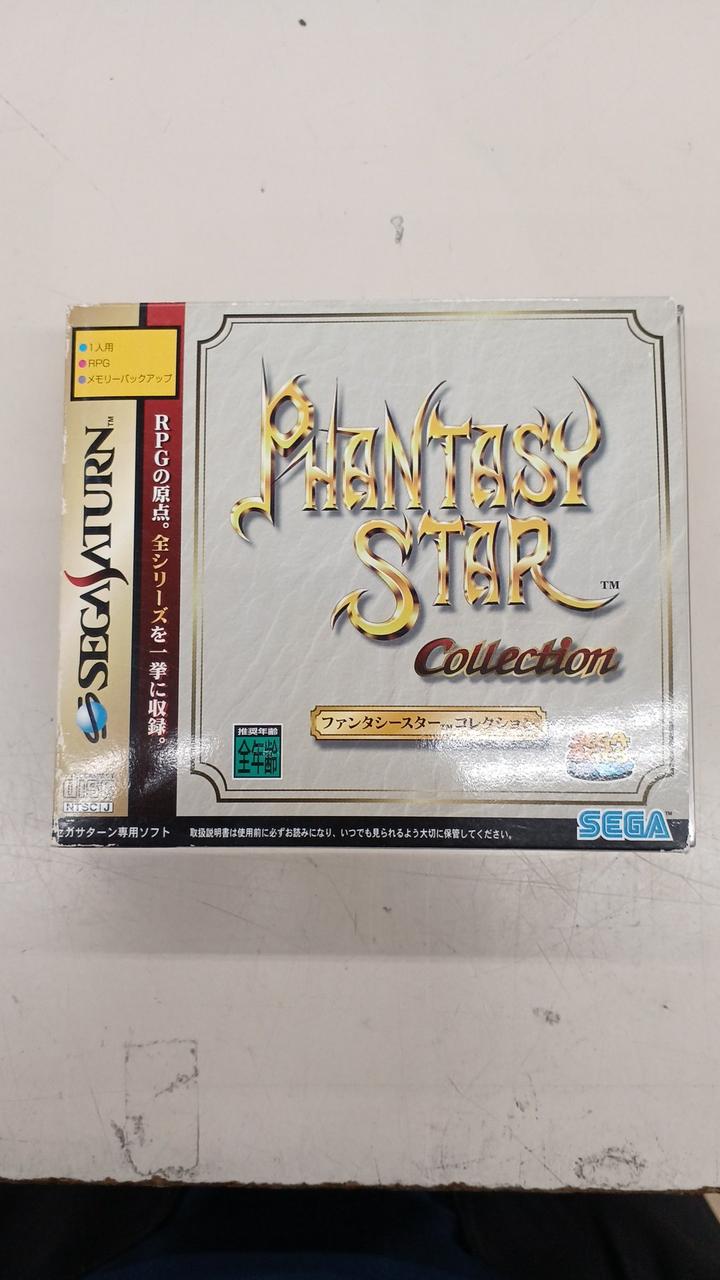 1人用
RPG
メモリーバックアップ
SEGA SATURN™
RPGの原点。全シリーズを一挙に収録。
PHANTASY
STAR™
Collection
ファンタシースター™コレクション
推奨年齢
全年齢
NTSC J
セガサターン専用ソフト
取扱説明書は使用前に必ずお読みになり、いつでも見られるよう大切に保管してください。
SEGA™